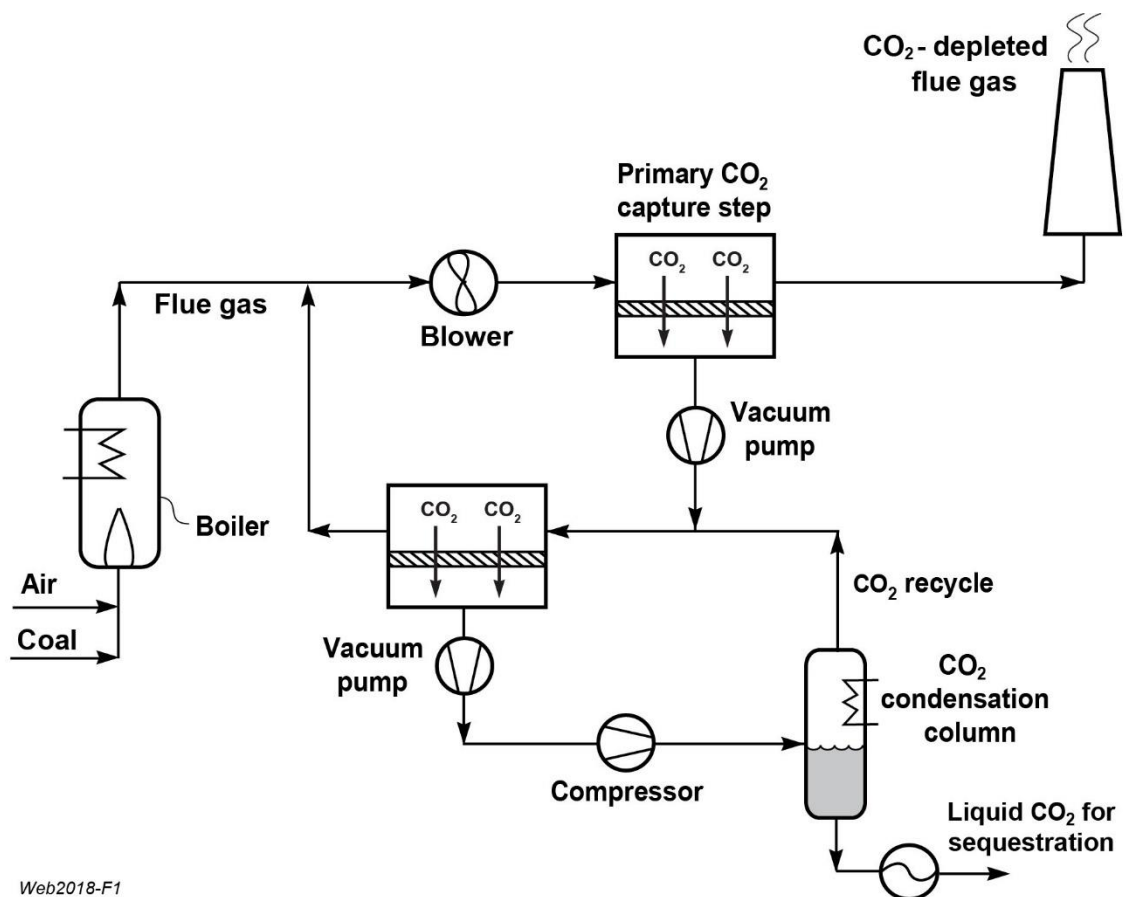 CO₂ - depleted
flue gas
Primary CO₂
capture step
CO₂ CO₂
Flue gas
Blower
Vacuum
pump
CO₂ CO₂
Boiler
Air
Coal
CO₂ recycle
Vacuum
pump
CO₂
condensation
column
Compressor
Liquid CO₂ for
sequestration
Web2018-F1